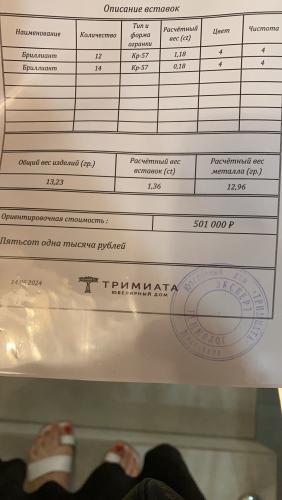 Описание вставок
Наименование Количество Тип и форма огранки Расчётный вес (ct) Цвет Чистота
Бриллиант 12 Кр-57 1,18 4 4
Бриллиант 14 Кр-57 0,18 4 4
Общий вес изделий (гр.) Расчётный вес вставок (ct) Расчётный вес металла (гр.)
13,23 1,36 12,96
Ориентировочная стоимость : 501 000 ₽
Пятьсот одна тысяча рублей
2024
ТРИМИАТА
ЮВЕЛИРНЫЙ ДОМ
ЭКСПЕРТ
ГЕММОЛОГ